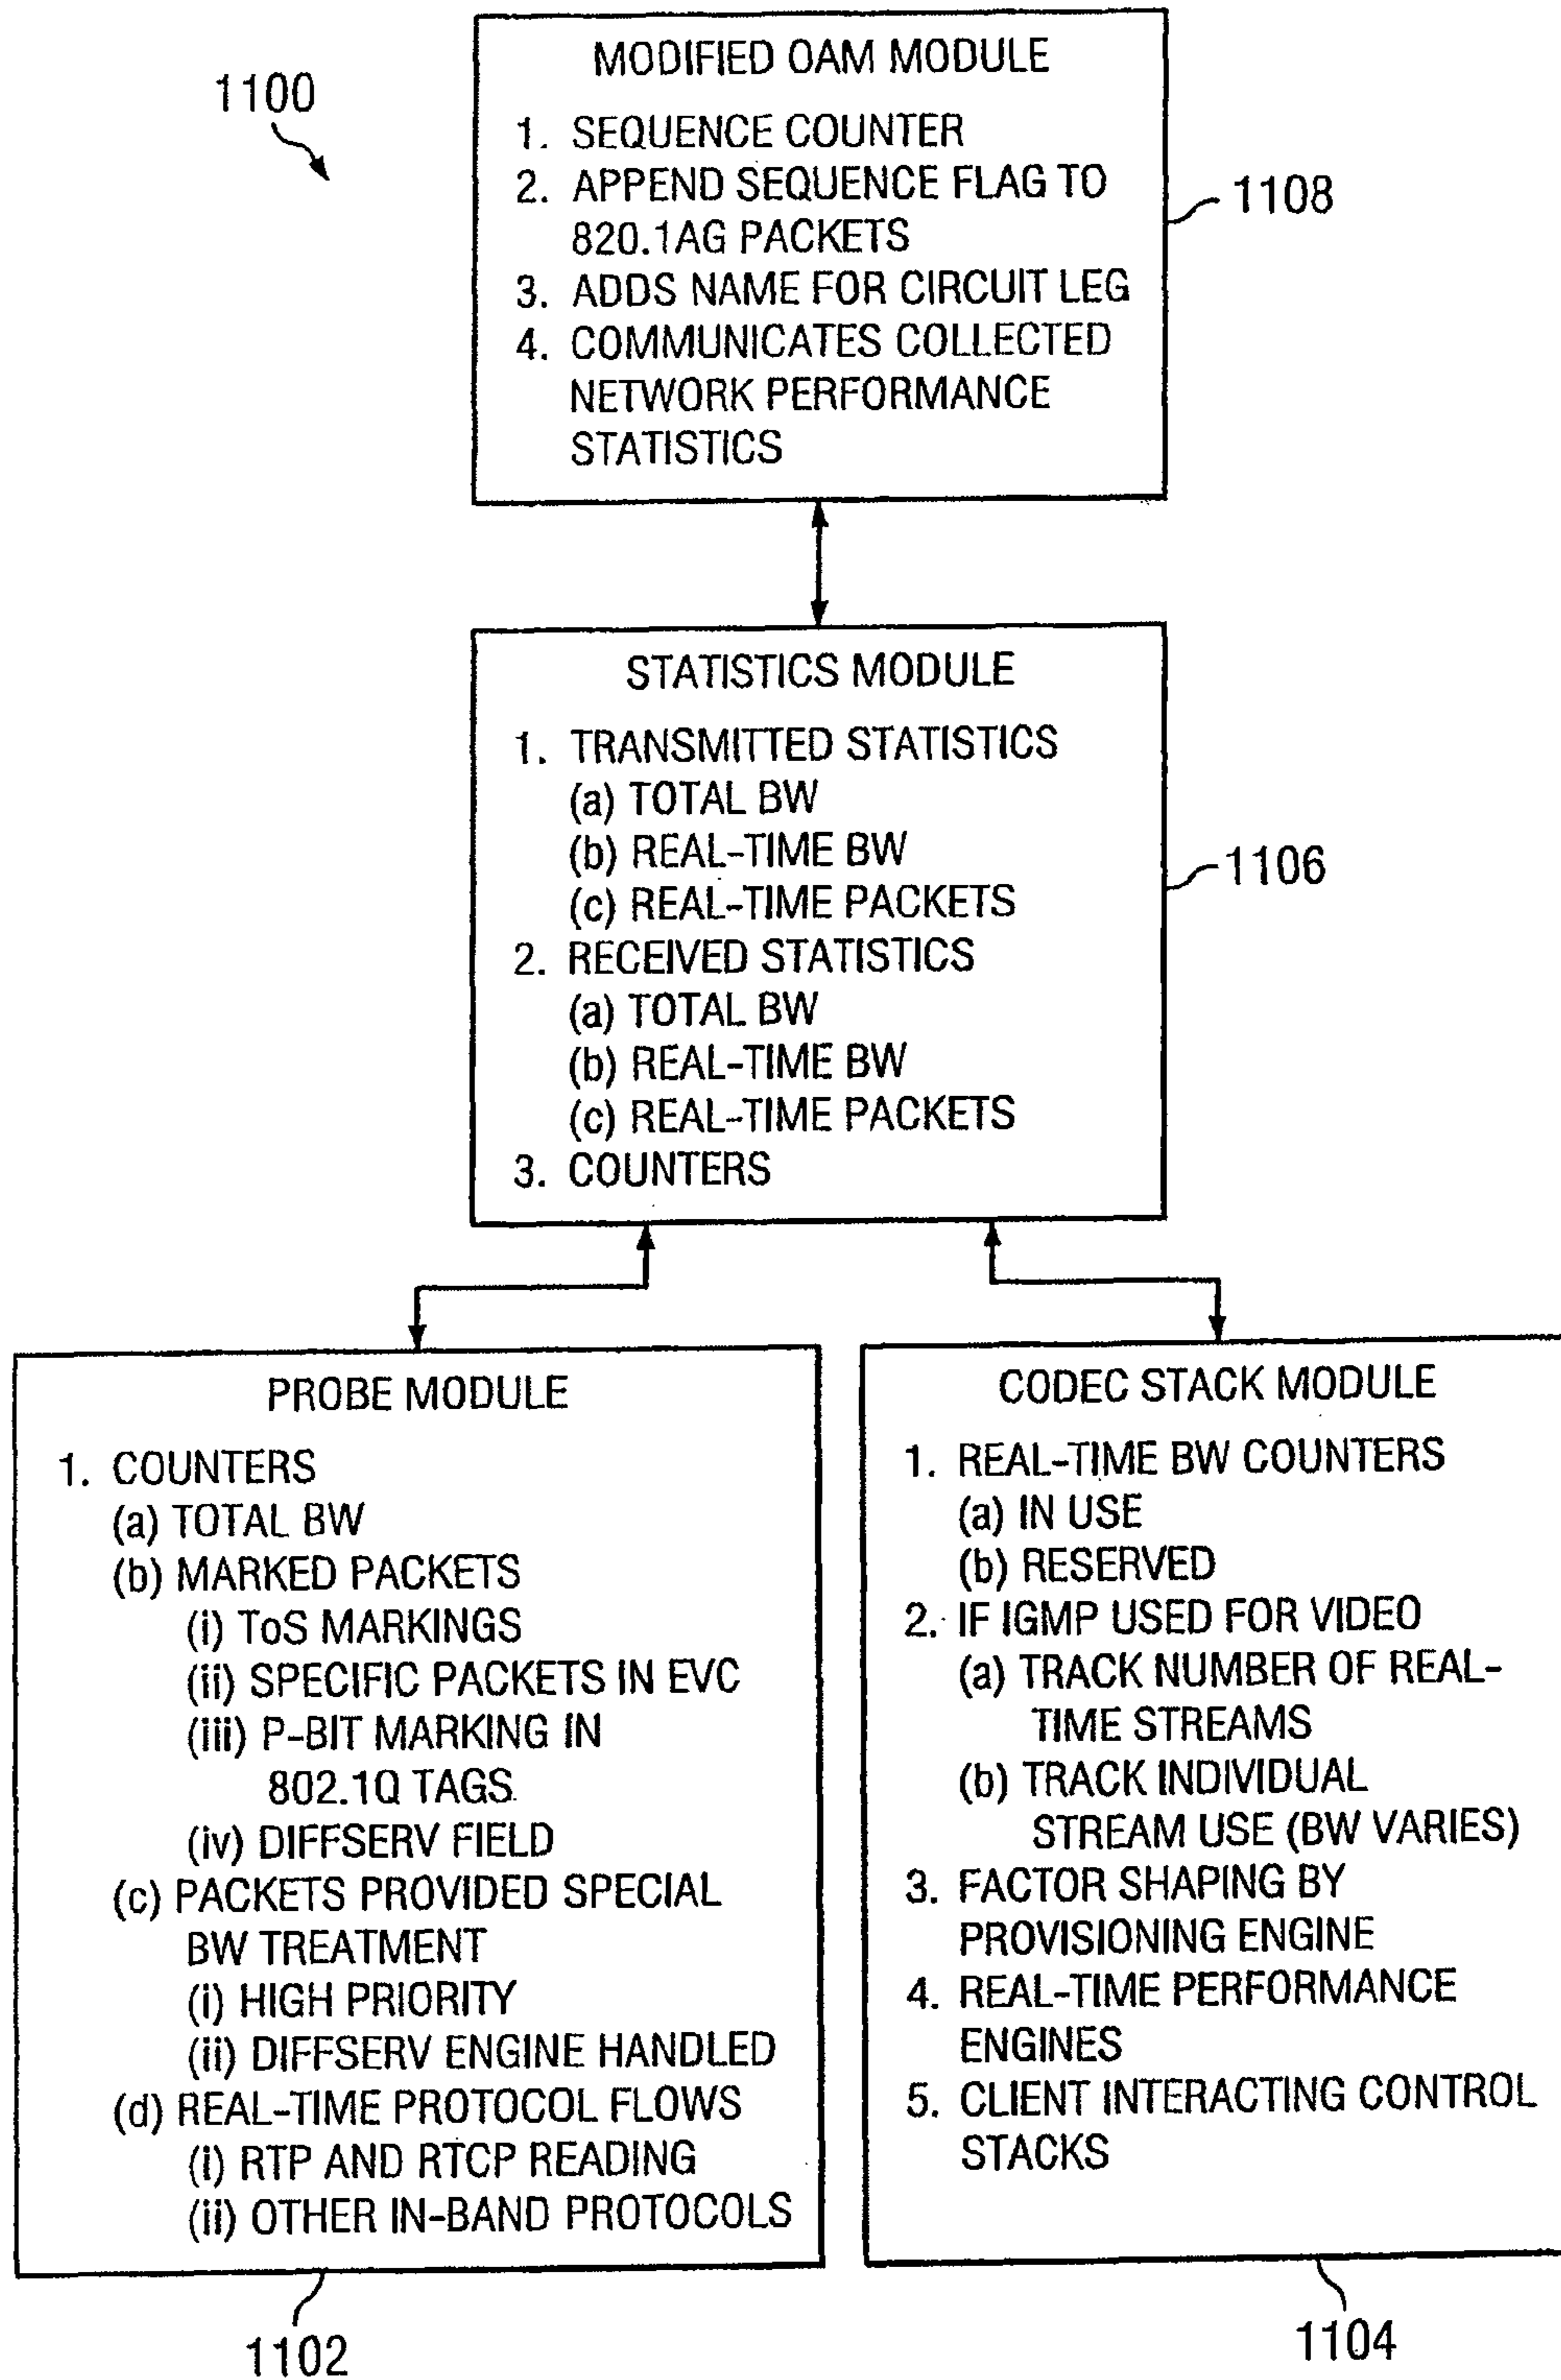 1100
MODIFIED OAM MODULE
1. SEQUENCE COUNTER
2. APPEND SEQUENCE FLAG TO
820.1AG PACKETS
3. ADDS NAME FOR CIRCUIT LEG
4. COMMUNICATES COLLECTED
NETWORK PERFORMANCE
STATISTICS
1108
STATISTICS MODULE
1. TRANSMITTED STATISTICS
(a) TOTAL BW
(b) REAL-TIME BW
(c) REAL-TIME PACKETS
2. RECEIVED STATISTICS
(a) TOTAL BW
(b) REAL-TIME BW
(c) REAL-TIME PACKETS
3. COUNTERS
1106
PROBE MODULE
1. COUNTERS
(a) TOTAL BW
(b) MARKED PACKETS
(i) ToS MARKINGS
(ii) SPECIFIC PACKETS IN EVC
(iii) P-BIT MARKING IN
802.1Q TAGS
(iv) DIFFSERV FIELD
(c) PACKETS PROVIDED SPECIAL
BW TREATMENT
(i) HIGH PRIORITY
(ii) DIFFSERV ENGINE HANDLED
(d) REAL-TIME PROTOCOL FLOWS
(i) RTP AND RTCP READING
(ii) OTHER IN-BAND PROTOCOLS
1102
CODEC STACK MODULE
1. REAL-TIME BW COUNTERS
(a) IN USE
(b) RESERVED
2. IF IGMP USED FOR VIDEO
(a) TRACK NUMBER OF REAL-
TIME STREAMS
(b) TRACK INDIVIDUAL
STREAM USE (BW VARIES)
3. FACTOR SHAPING BY
PROVISIONING ENGINE
4. REAL-TIME PERFORMANCE
ENGINES
5. CLIENT INTERACTING CONTROL
STACKS
1104